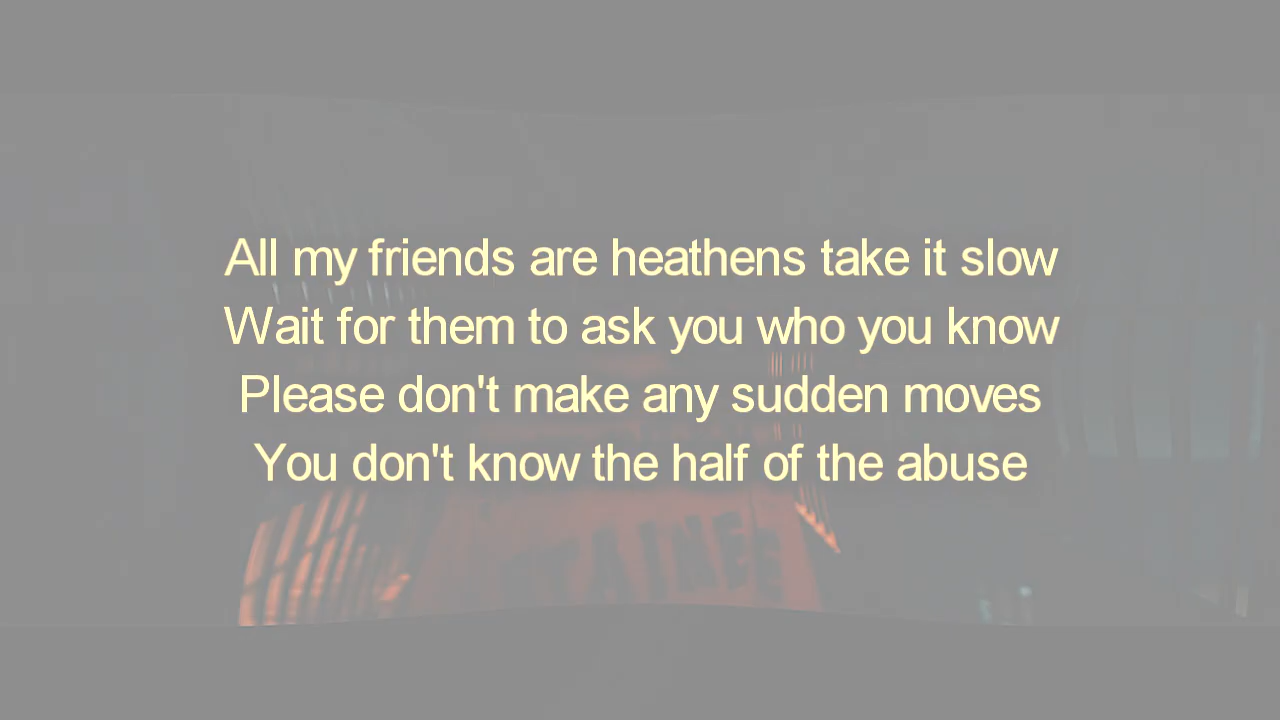 All my friends are heathens take it slow
Wait for them to ask you who you know
Please don't make any sudden moves
You don't know the half of the abuse